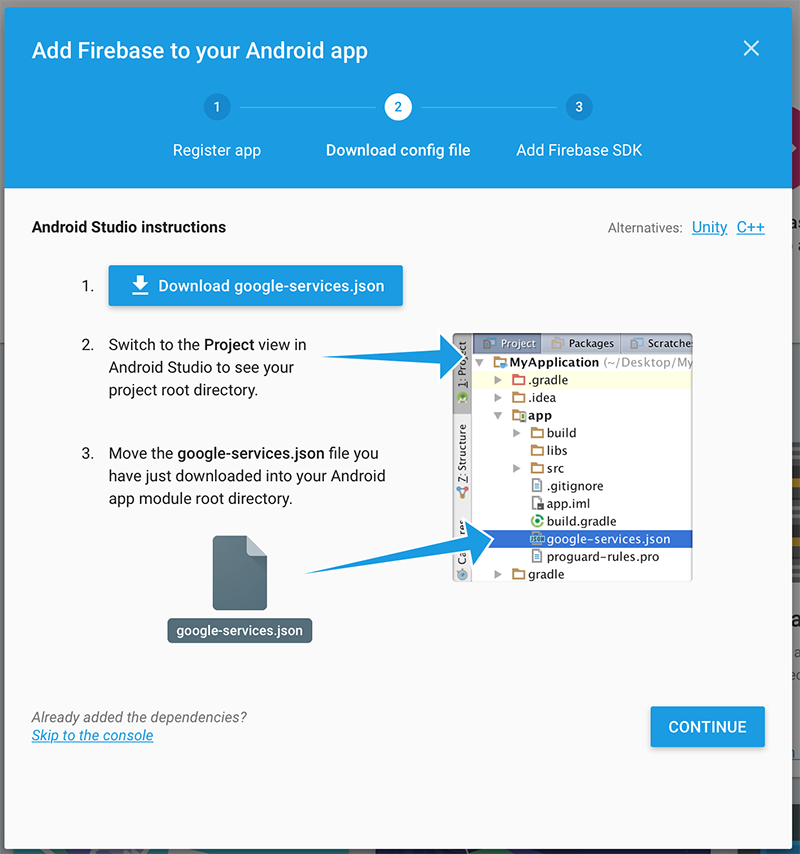 Add Firebase to your Android app
1
2
3
Register app
Download config file
Add Firebase SDK
Android Studio instructions
Alternatives: Unity C++
1. Download google-services.json
2. Switch to the Project view in
Android Studio to see your
project root directory.
3. Move the google-services.json file you
have just downloaded into your Android
app module root directory.
google-services.json
1: Project
Z: Structure
Project
Packages
Scratche
MyApplication (~/Desktop/My
.gradle
.idea
app
build
libs
src
.gitignore
app.iml
build.gradle
google-services.json
proguard-rules.pro
gradle
Already added the dependencies?
Skip to the console
CONTINUE